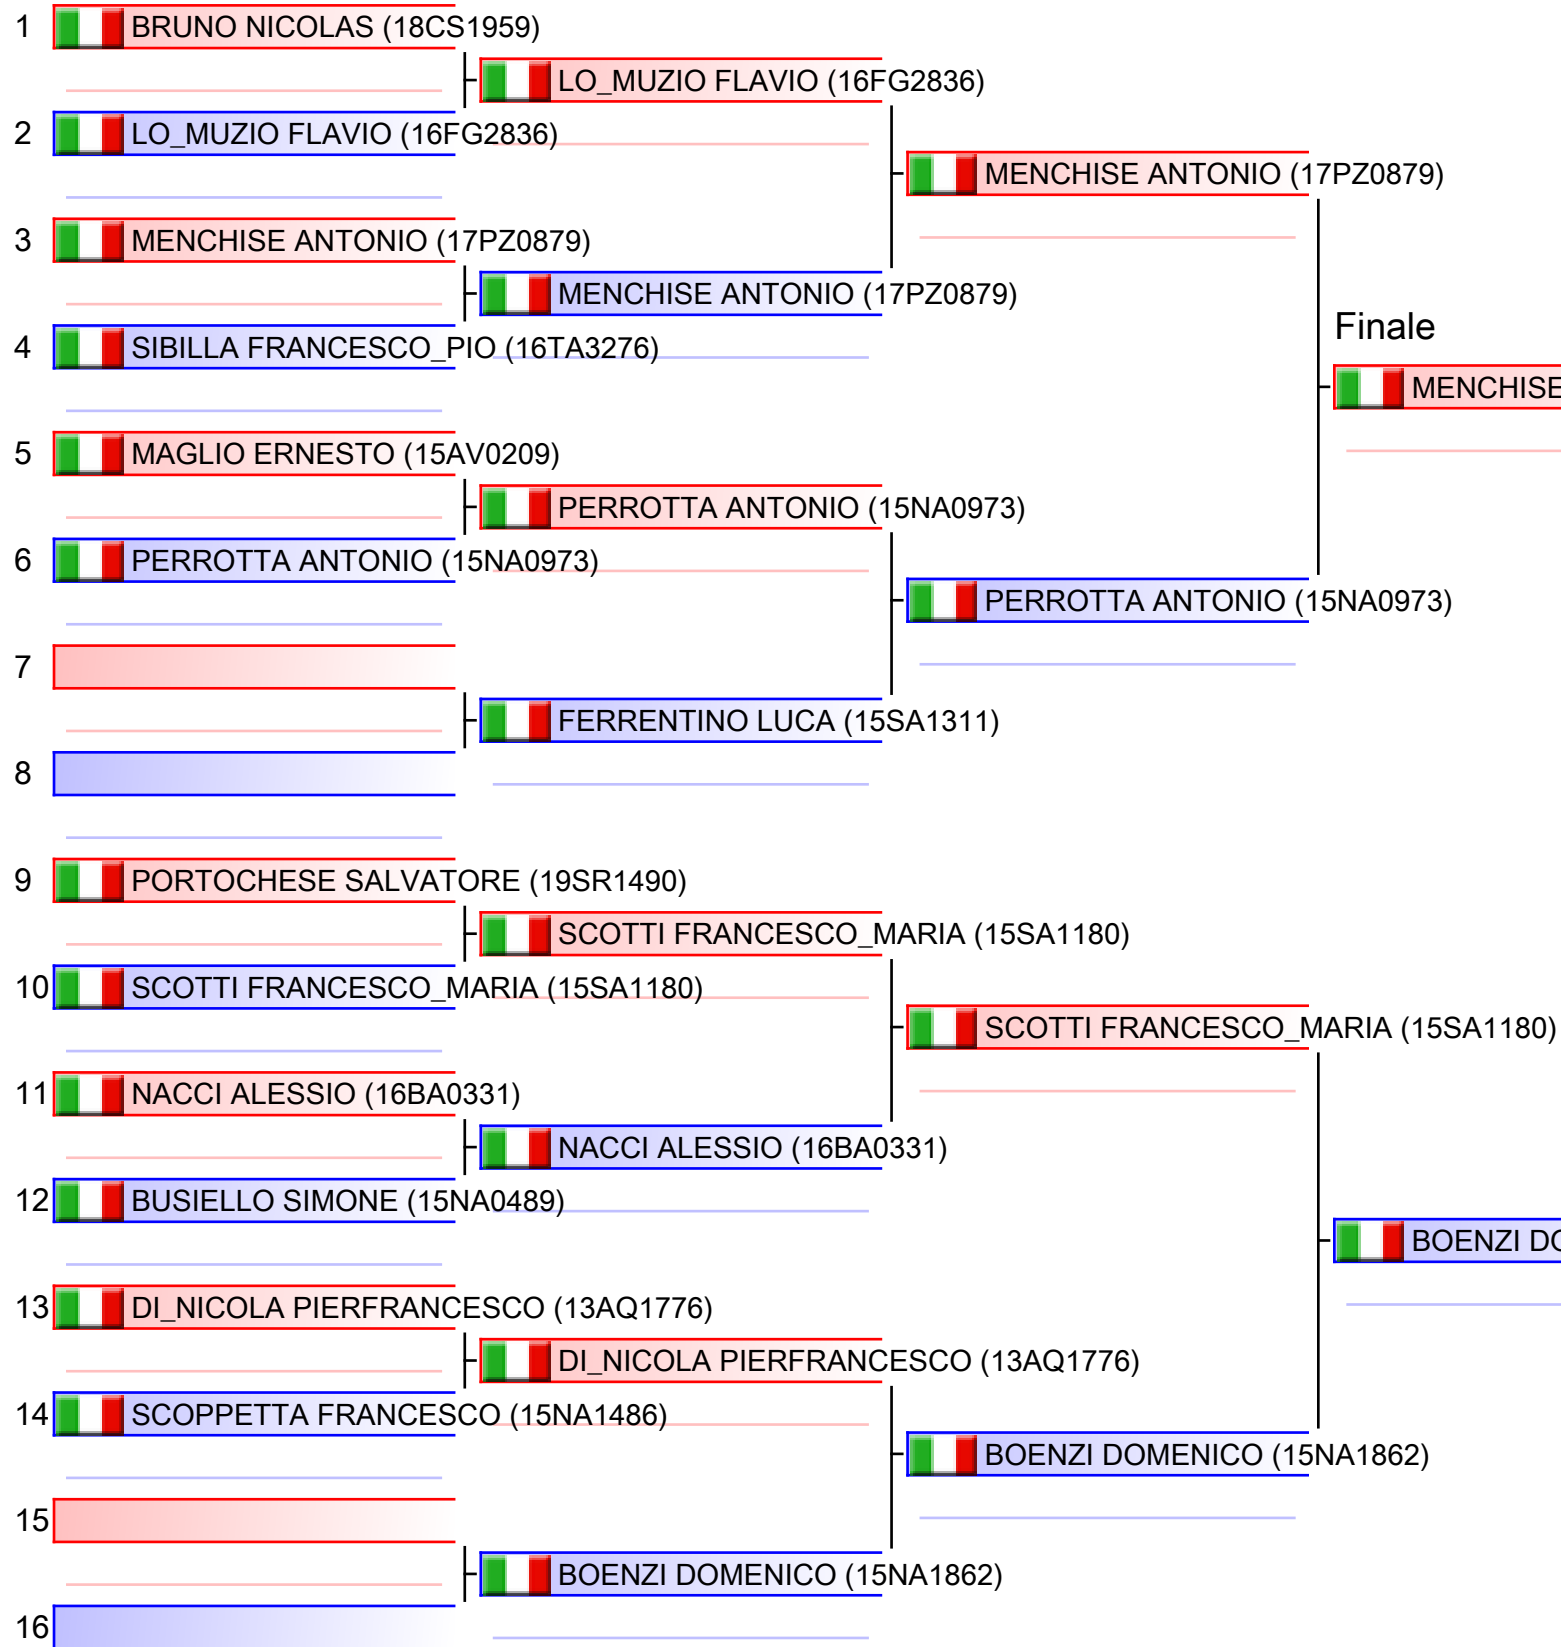 1 BRUNO NICOLAS (18CS1959)
LO_MUZIO FLAVIO (16FG2836)
2 LO_MUZIO FLAVIO (16FG2836)
MENCHISE ANTONIO (17PZ0879)
3 MENCHISE ANTONIO (17PZ0879)
MENCHISE ANTONIO (17PZ0879)
Finale
4 SIBILLA FRANCESCO_PIO (16TA3276)
MENCHISE
5 MAGLIO ERNESTO (15AV0209)
PERROTTA ANTONIO (15NA0973)
6 PERROTTA ANTONIO (15NA0973)
PERROTTA ANTONIO (15NA0973)
7
FERRENTINO LUCA (15SA1311)
8
9 PORTOCHESE SALVATORE (19SR1490)
SCOTTI FRANCESCO_MARIA (15SA1180)
10 SCOTTI FRANCESCO_MARIA (15SA1180)
SCOTTI FRANCESCO_MARIA (15SA1180)
11 NACCI ALESSIO (16BA0331)
NACCI ALESSIO (16BA0331)
12 BUSIELLO SIMONE (15NA0489)
BOENZI DO
13 DI_NICOLA PIERFRANCESCO (13AQ1776)
DI_NICOLA PIERFRANCESCO (13AQ1776)
14 SCOPPETTA FRANCESCO (15NA1486)
BOENZI DOMENICO (15NA1862)
15
BOENZI DOMENICO (15NA1862)
16